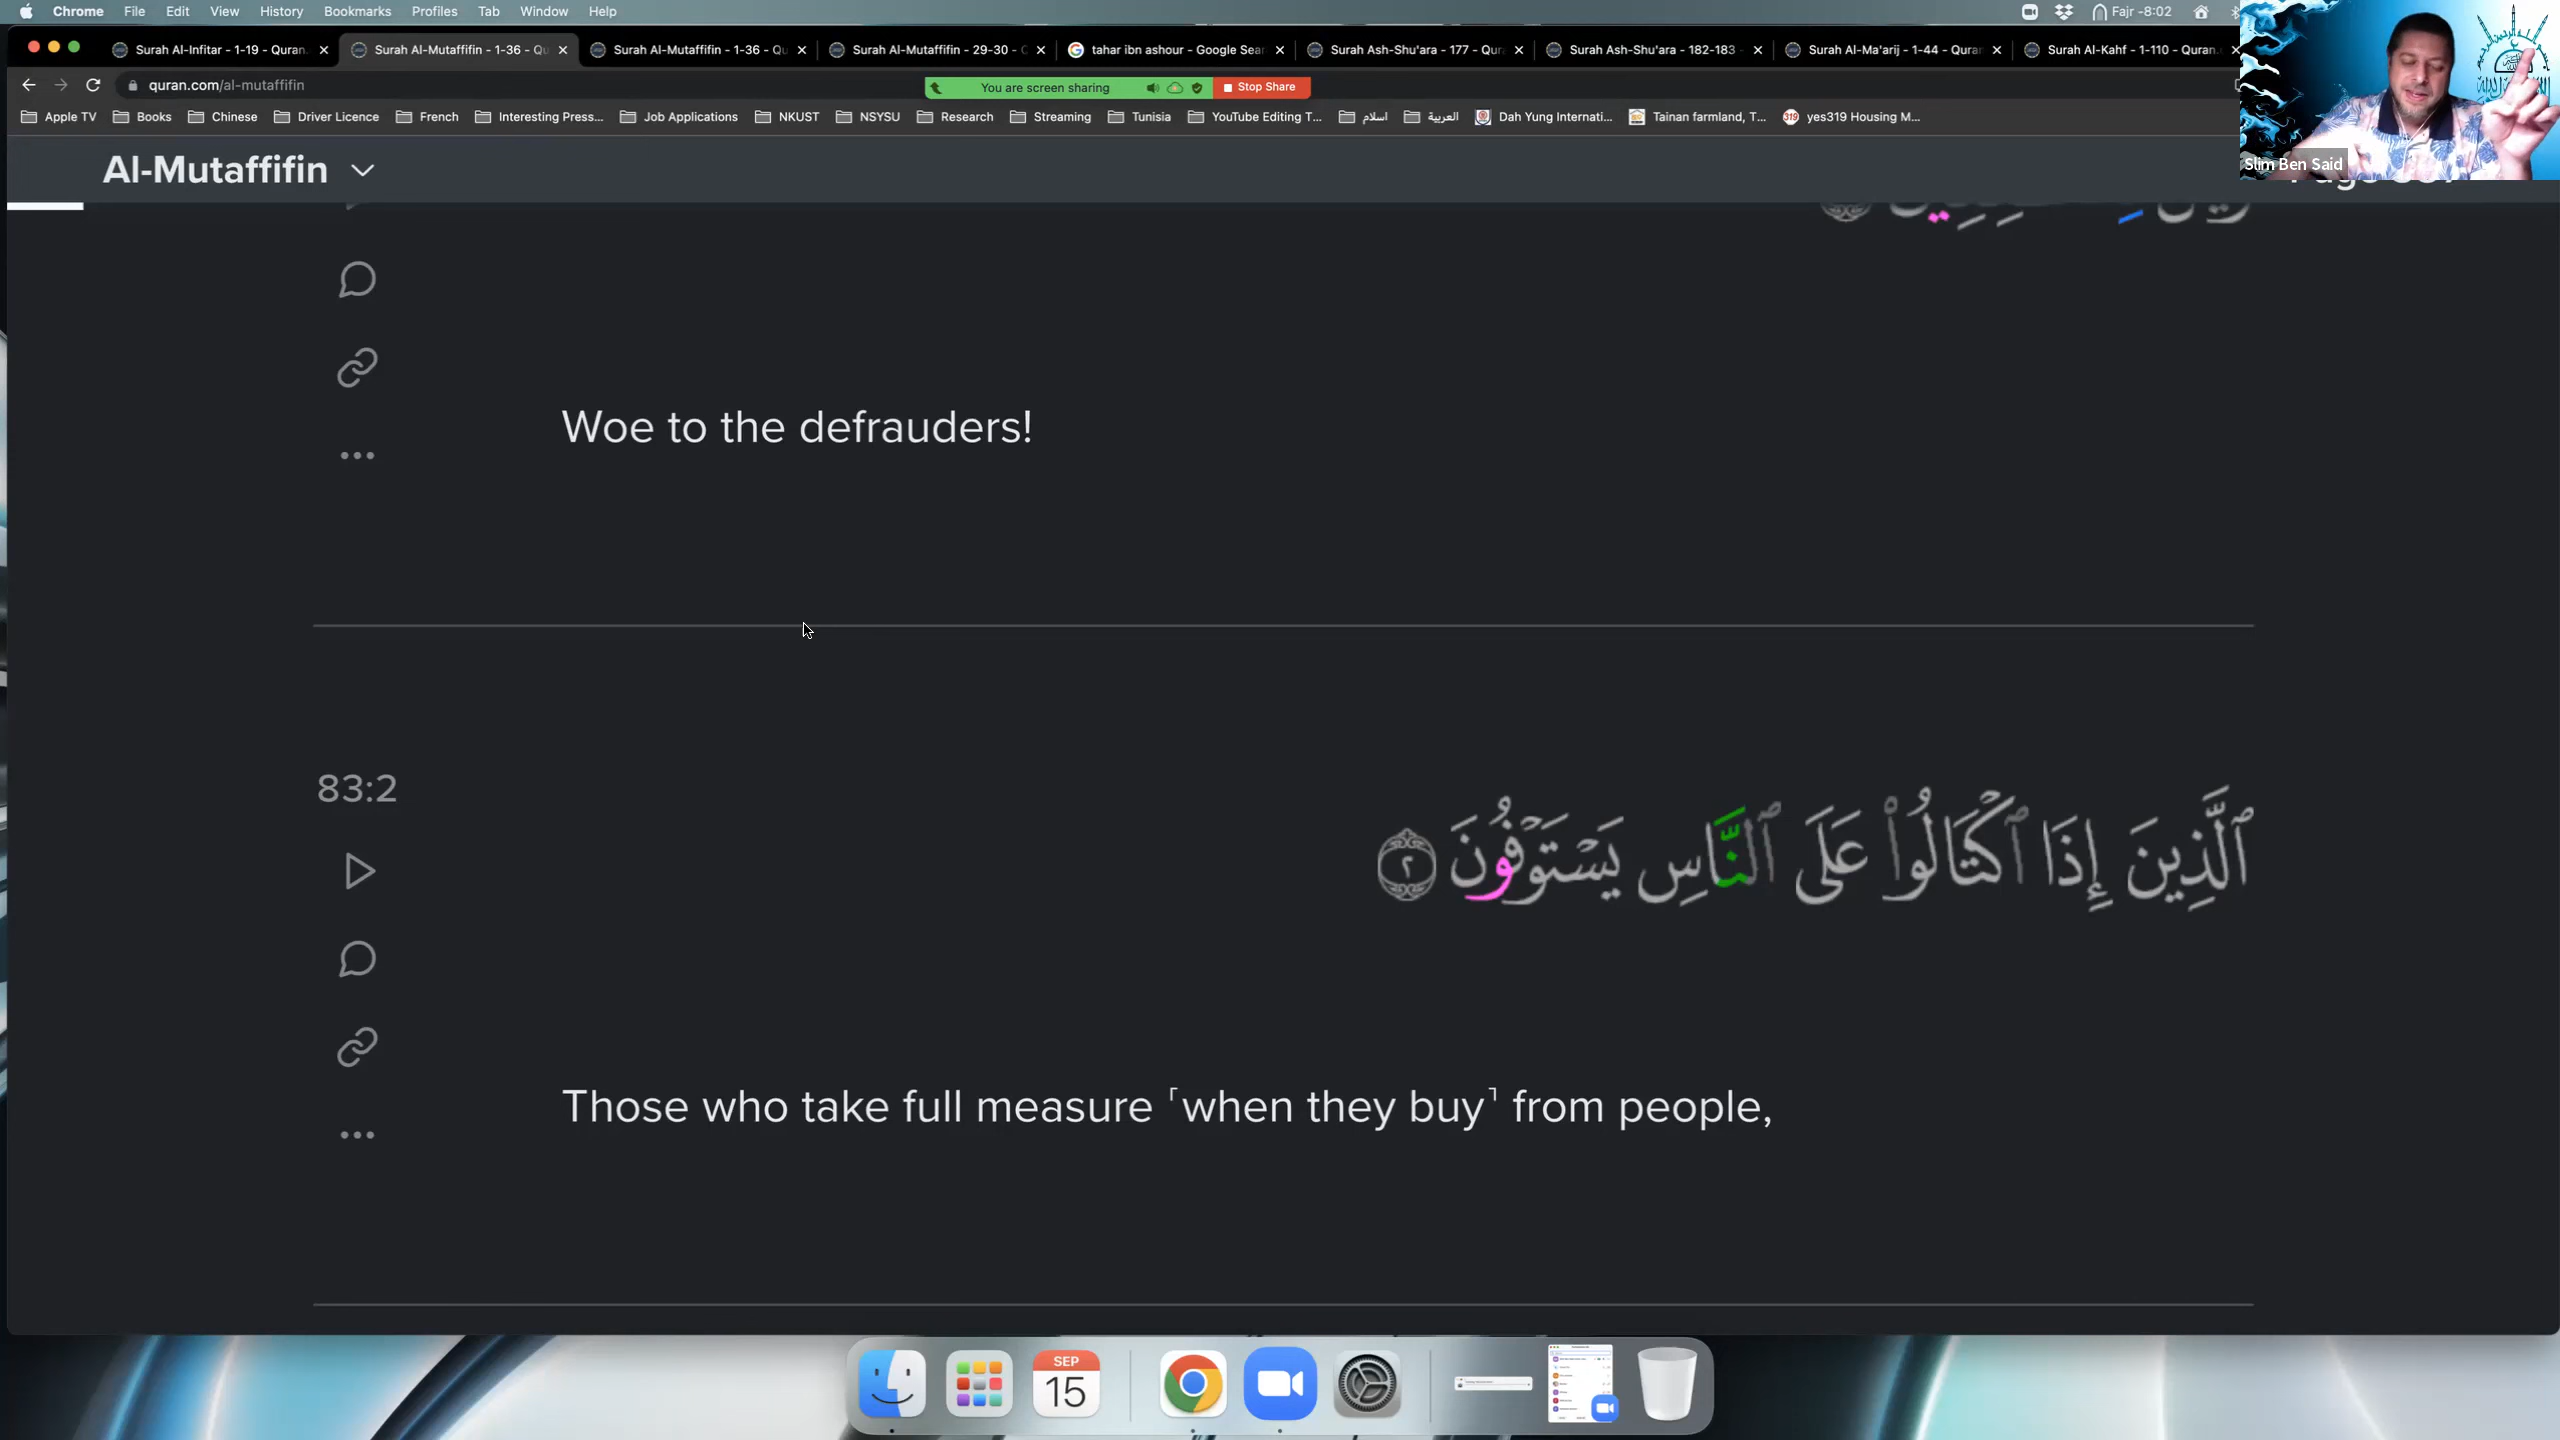 Chrome File Edit View History Bookmarks Profiles Tab Window Help
Fajr -8:02
Surah Al-Infitar - 1-19 - Quran.
Surah Al-Mutaffifin - 1-36 - Qu
Surah Al-Mutaffifin - 1-36 - Qu
Surah Al-Mutaffifin - 29-30 -
tahar ibn ashour - Google Sear
Surah Ash-Shu'ara - 177 - Qur
Surah Ash-Shu'ara - 182-183 -
Surah Al-Ma'arij - 1-44 - Quran
Surah Al-Kahf - 1-110 - Quran.
quran.com/al-mutaffifin
You are screen sharing
Stop Share
Apple TV Books Chinese Driver Licence French Interesting Press... Job Applications NKUST NSYSU Research Streaming Tunisia YouTube Editing T... اسلام العربية Dah Yung Internati... Tainan farmland, T... yes319 Housing M...
Slim Ben Said
Al-Mutaffifin
Woe to the defrauders!
83:2
ٱلَّذِينَ إِذَا ٱكْتَالُوا۟ عَلَى ٱلنَّاسِ يَسْتَوْفُونَ ٢
Those who take full measure ˹when they buy˺ from people,
SEP
15